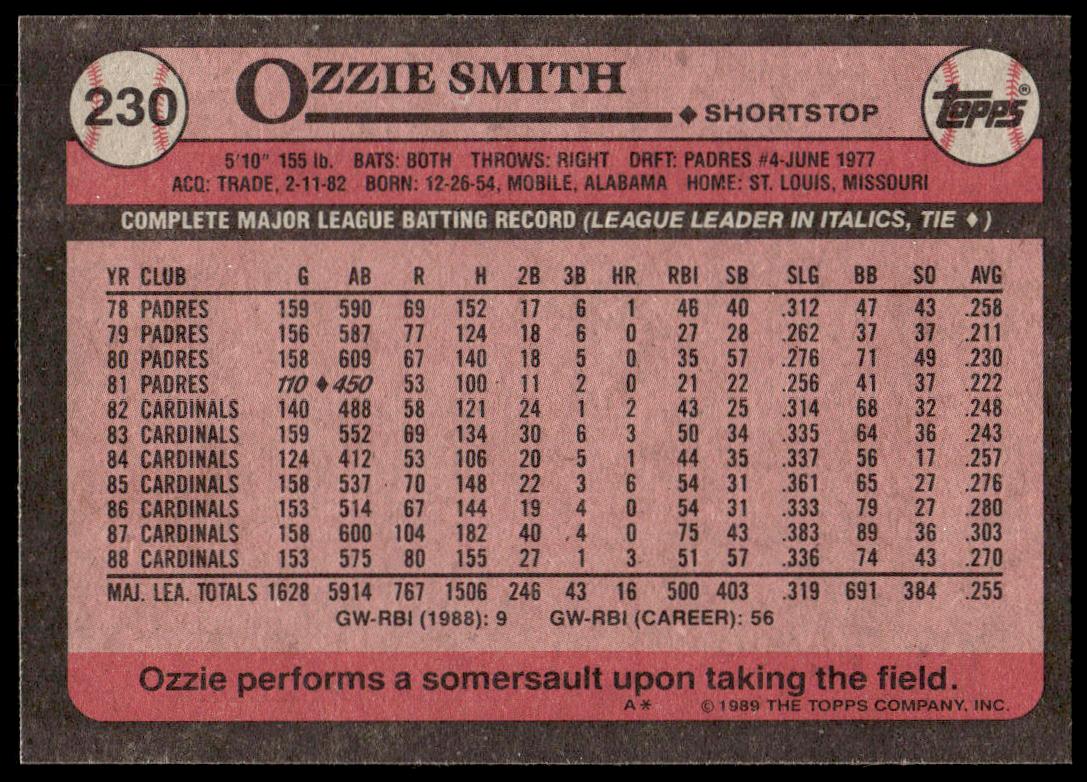 230
OZZIE SMITH
♦ SHORTSTOP
topps®
5'10" 155 lb. BATS: BOTH THROWS: RIGHT DRFT: PADRES #4-JUNE 1977
ACQ: TRADE, 2-11-82 BORN: 12-26-54, MOBILE, ALABAMA HOME: ST. LOUIS, MISSOURI
COMPLETE MAJOR LEAGUE BATTING RECORD (LEAGUE LEADER IN ITALICS, TIE ♦)
YR CLUB G AB R H 2B 3B HR RBI SB SLG BB SO AVG
78 PADRES 159 590 69 152 17 6 1 46 40 .312 47 43 .258
79 PADRES 156 587 77 124 18 6 0 27 28 .262 37 37 .211
80 PADRES 158 609 67 140 18 5 0 35 57 .276 71 49 .230
81 PADRES 110 ♦450 53 100 11 2 0 21 22 .256 41 37 .222
82 CARDINALS 140 488 58 121 24 1 2 43 25 .314 68 32 .248
83 CARDINALS 159 552 69 134 30 6 3 50 34 .335 64 36 .243
84 CARDINALS 124 412 53 106 20 5 1 44 35 .337 56 17 .257
85 CARDINALS 158 537 70 148 22 3 6 54 31 .361 65 27 .276
86 CARDINALS 153 514 67 144 19 4 0 54 31 .333 79 27 .280
87 CARDINALS 158 600 104 182 40 4 0 75 43 .383 89 36 .303
88 CARDINALS 153 575 80 155 27 1 3 51 57 .336 74 43 .270
MAJ. LEA. TOTALS 1628 5914 767 1506 246 43 16 500 403 .319 691 384 .255
GW-RBI (1988): 9 GW-RBI (CAREER): 56
Ozzie performs a somersault upon taking the field.
A* © 1989 THE TOPPS COMPANY, INC.